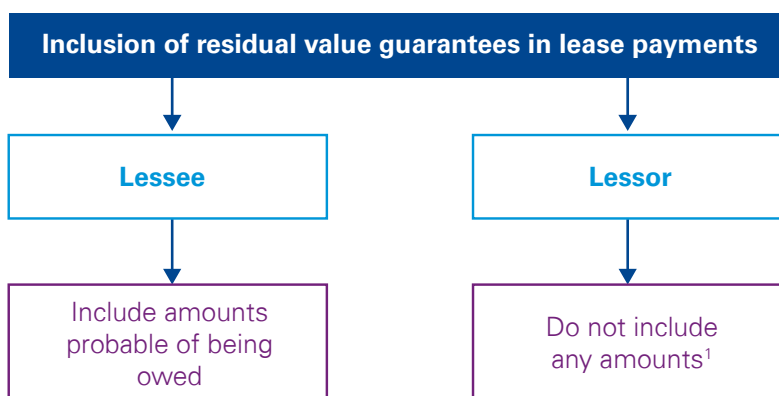 Inclusion of residual value guarantees in lease payments
Lessee
Lessor
Include amounts
probable of being
owed
Do not include
any amounts¹